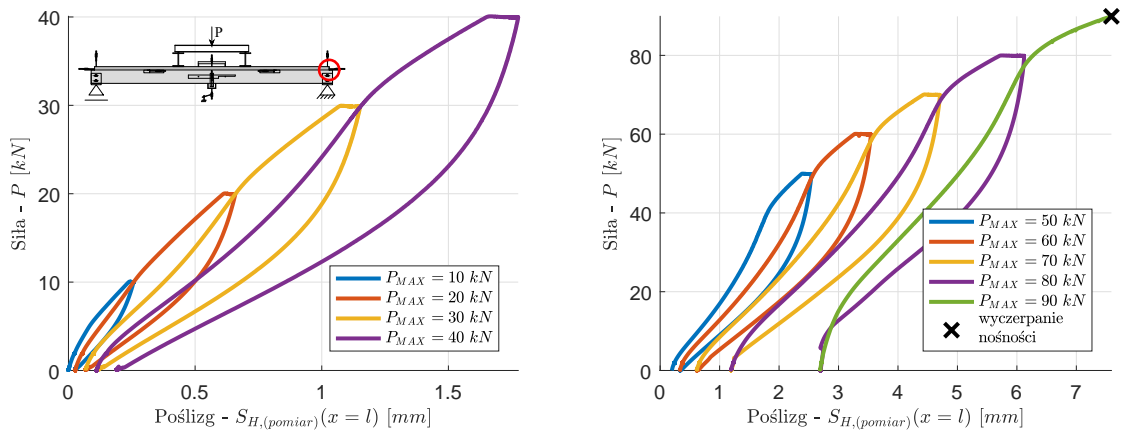 40
30
20
10
0
Siła - P [kN]
P
P_MAX = 10 kN
P_MAX = 20 kN
P_MAX = 30 kN
P_MAX = 40 kN
0 0.5 1 1.5
Poślizg - S_H,(pomiar)(x = l) [mm]
80
60
40
20
0
Siła - P [kN]
P_MAX = 50 kN
P_MAX = 60 kN
P_MAX = 70 kN
P_MAX = 80 kN
P_MAX = 90 kN
wyczerpanie
nośności
0 1 2 3 4 5 6 7
Poślizg - S_H,(pomiar)(x = l) [mm]